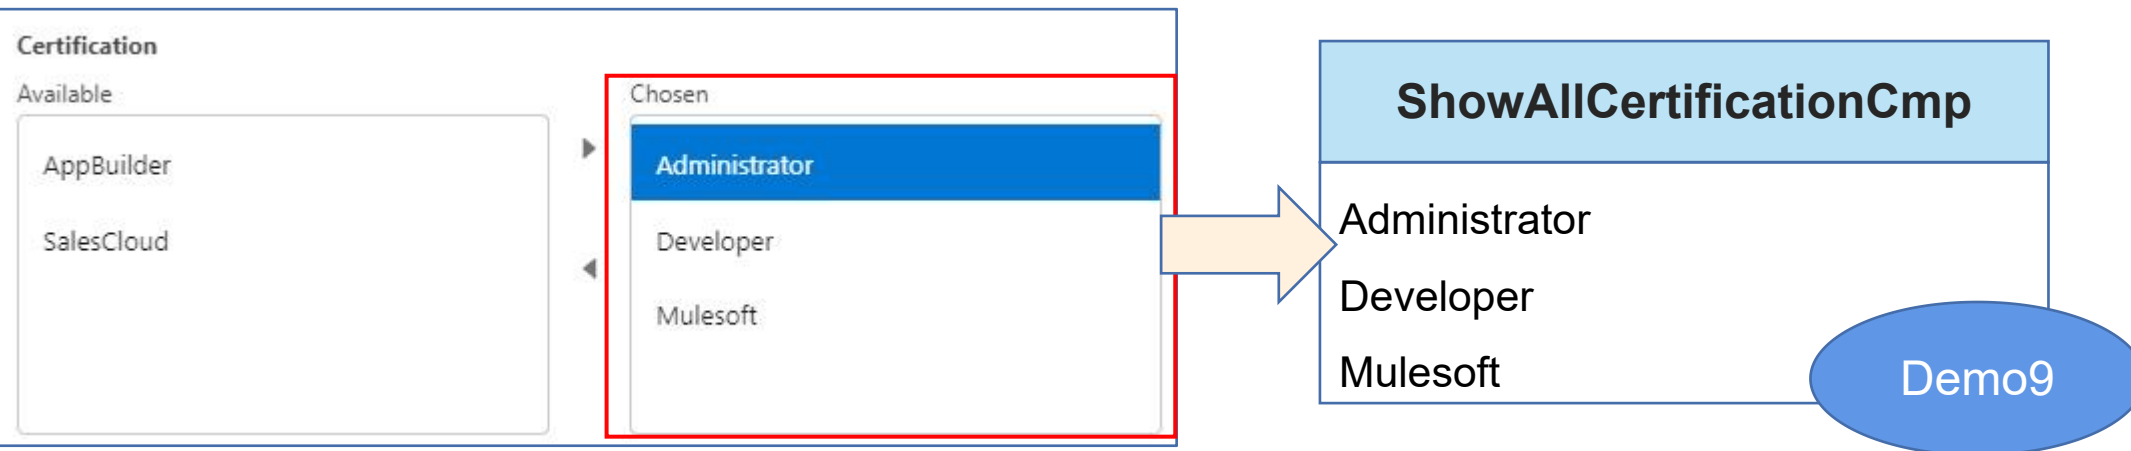 Certification
Available
AppBuilder
SalesCloud
Chosen
Administrator
Developer
Mulesoft
ShowAllCertificationCmp
Administrator
Developer
Mulesoft
Demo9